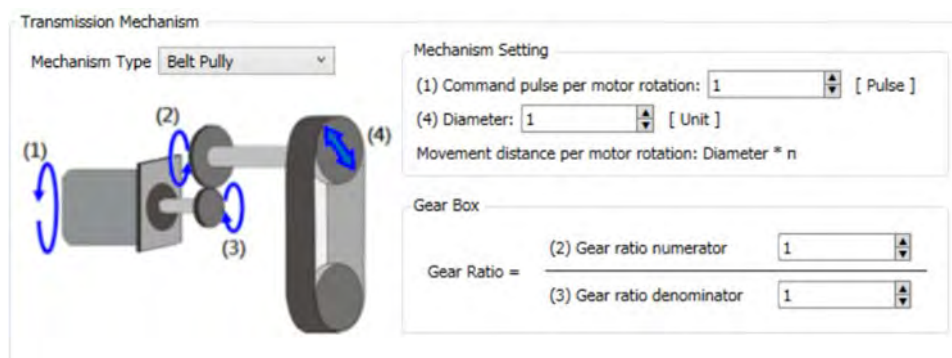 Transmission Mechanism
Mechanism Type Belt Pully
(1)
(2)
(3)
(4)
Mechanism Setting
(1) Command pulse per motor rotation: 1 [ Pulse ]
(4) Diameter: 1 [ Unit ]
Movement distance per motor rotation: Diameter * n
Gear Box
Gear Ratio =
(2) Gear ratio numerator 1
(3) Gear ratio denominator 1